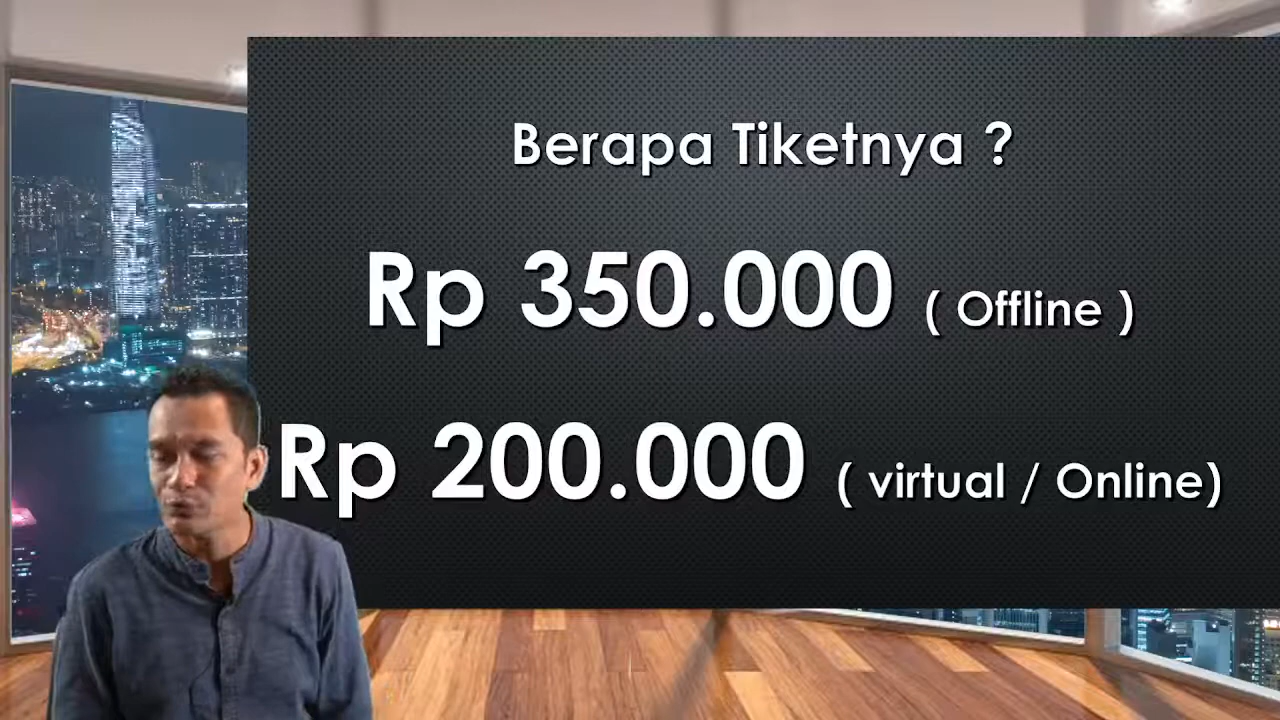 Berapa Tiketnya ?
Rp 350.000 ( Offline )
Rp 200.000 ( virtual / Online)